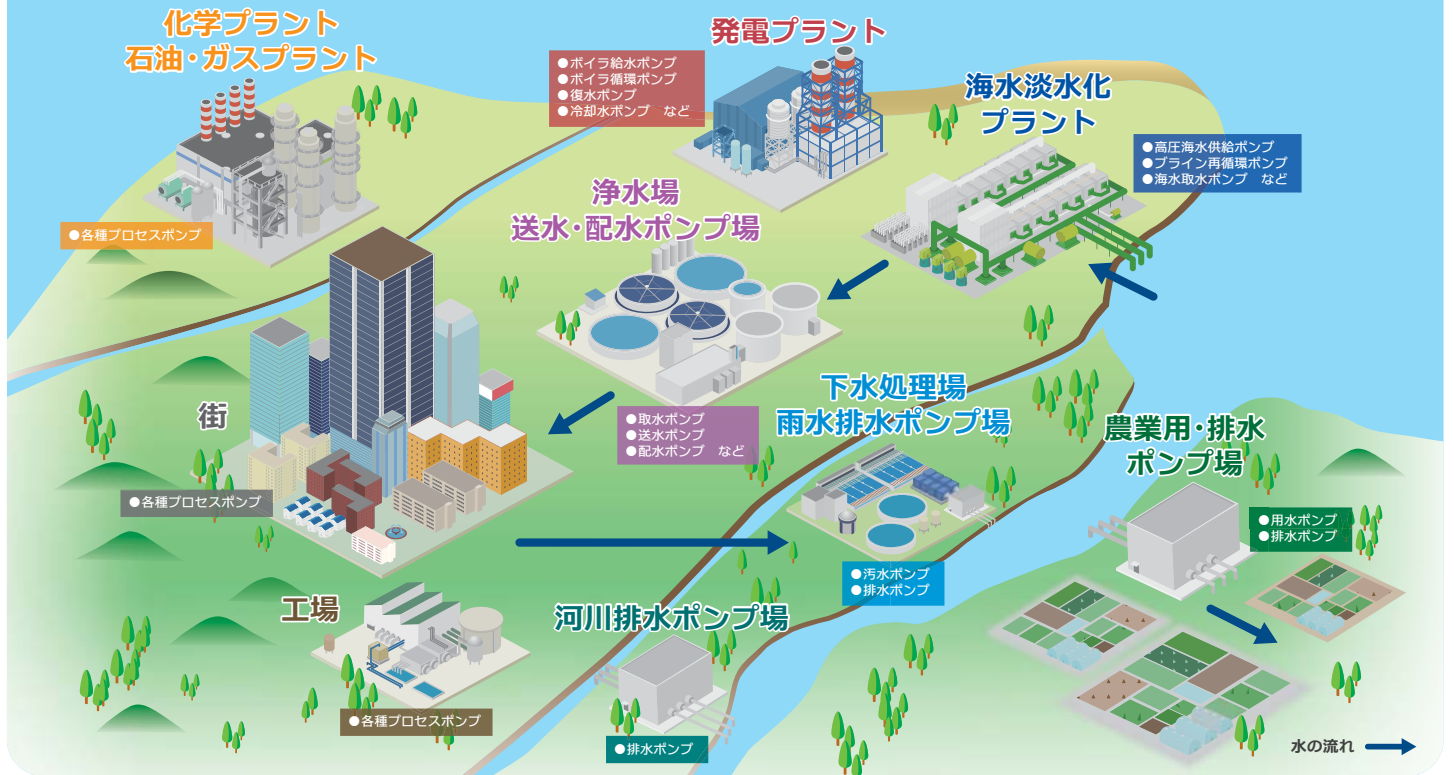 化学プラント
石油・ガスプラント
●各種プロセスポンプ
発電プラント
●ボイラ給水ポンプ
●ボイラ循環ポンプ
●復水ポンプ
●冷却水ポンプ　など
海水淡水化
プラント
●高圧海水供給ポンプ
●ブライン再循環ポンプ
●海水取水ポンプ　など
浄水場
送水・配水ポンプ場
●取水ポンプ
●送水ポンプ
●配水ポンプ　など
街
●各種プロセスポンプ
下水処理場
雨水排水ポンプ場
●汚水ポンプ
●排水ポンプ
農業用・排水
ポンプ場
●用水ポンプ
●排水ポンプ
工場
●各種プロセスポンプ
河川排水ポンプ場
●排水ポンプ
水の流れ